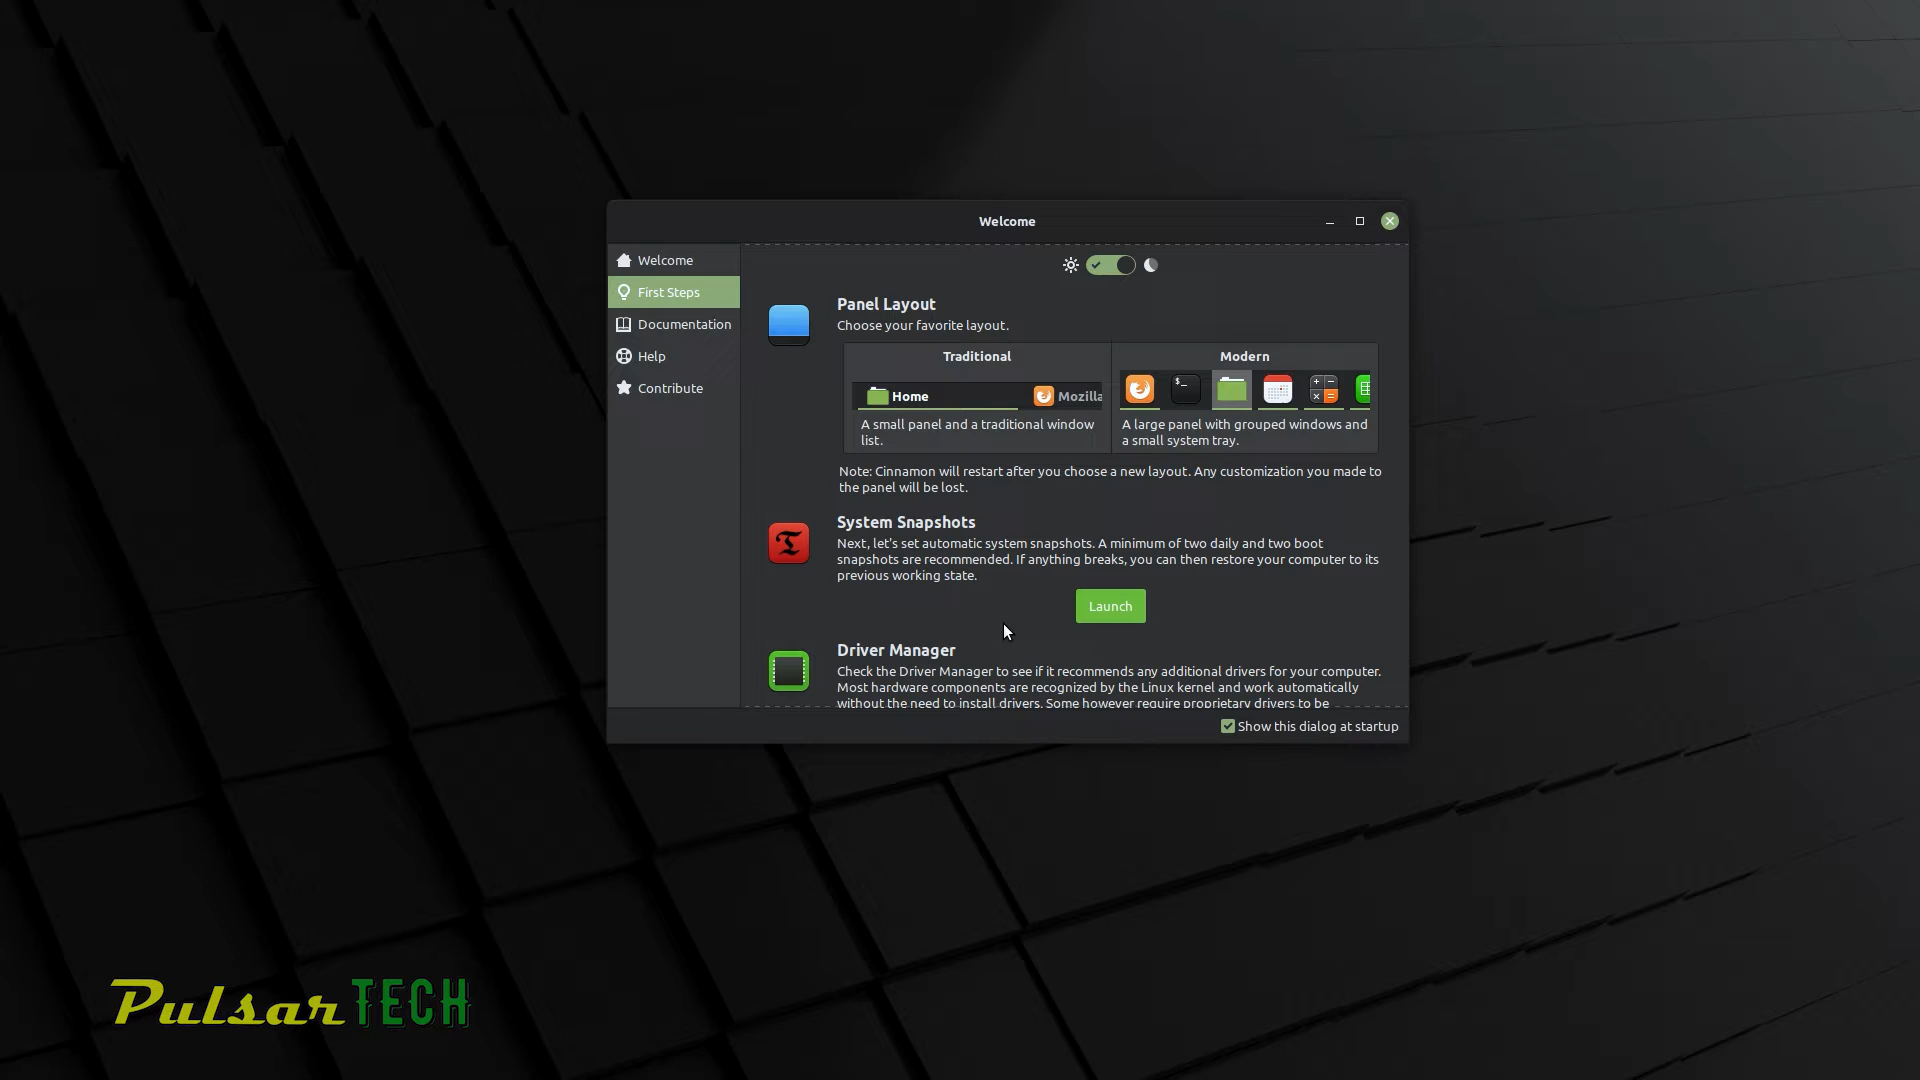 Welcome
Welcome
First Steps
Documentation
Help
Contribute
Panel Layout
Choose your favorite layout.
Traditional
Modern
Home
Mozilla
$_
A small panel and a traditional window
list.
A large panel with grouped windows and
a small system tray.
Note: Cinnamon will restart after you choose a new layout. Any customization you made to
the panel will be lost.
System Snapshots
Next, let's set automatic system snapshots. A minimum of two daily and two boot
snapshots are recommended. If anything breaks, you can then restore your computer to its
previous working state.
Launch
Driver Manager
Check the Driver Manager to see if it recommends any additional drivers for your computer.
Most hardware components are recognized by the Linux kernel and work automatically
without the need to install drivers. Some however require proprietary drivers to be
Show this dialog at startup
PulsarTECH